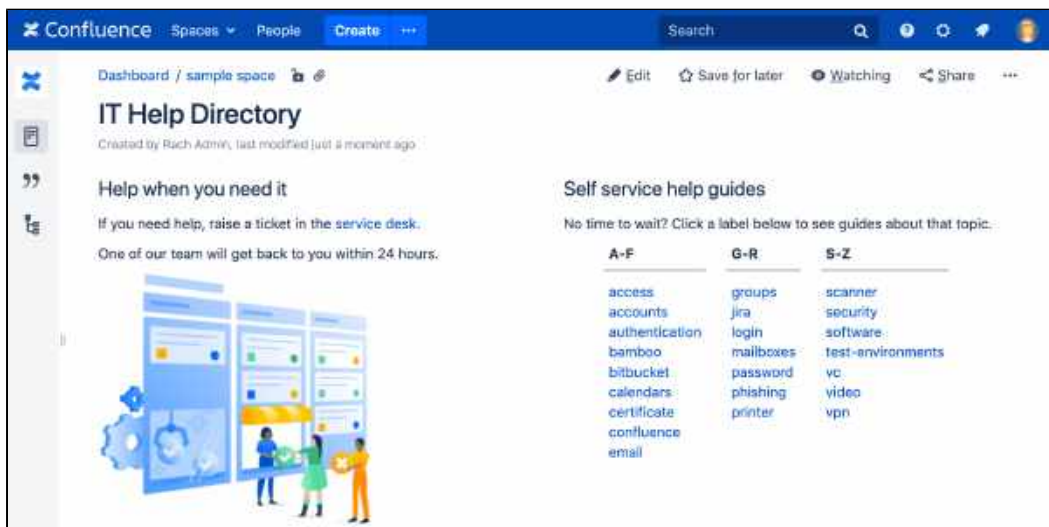 Confluence Spaces People Create ··· Search
Dashboard / sample space
Edit Save for later Watching Share ···
IT Help Directory
Created by Rach Admin, last modified just a moment ago
Help when you need it
If you need help, raise a ticket in the service desk.
One of our team will get back to you within 24 hours.
Self service help guides
No time to wait? Click a label below to see guides about that topic.
A-F G-R S-Z
access groups scanner
accounts jira security
authentication login software
bamboo mailboxes test-environments
bitbucket password vc
calendars phishing video
certificate printer vpn
confluence
email